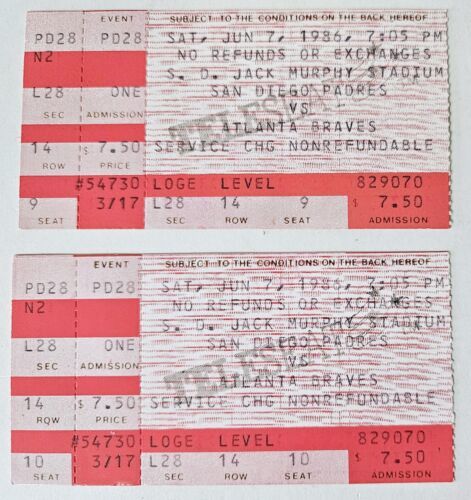 EVENT SUBJECT TO THE CONDITIONS ON THE BACK HEREOF
PD28 PD28 SAT, JUN 7, 1986, 7:05 PM
N2 NO REFUNDS OR EXCHANGES
S. D. JACK MURPHY STADIUM
L28 ONE SAN DIEGO PADRES
SEC ADMISSION VS
ATLANTA BRAVES
14 $ 7.50 SERVICE CHG NONREFUNDABLE
ROW PRICE
#54730 LOGE LEVEL 829070
9 3/17 L28 14 9 $ 7.50
SEAT SEC ROW SEAT ADMISSION
EVENT SUBJECT TO THE CONDITIONS ON THE BACK HEREOF
PD28 PD28 SAT, JUN 7, 1986, 7:05 PM
N2 NO REFUNDS OR EXCHANGES
S. D. JACK MURPHY STADIUM
L28 ONE SAN DIEGO PADRES
SEC ADMISSION VS
ATLANTA BRAVES
14 $ 7.50 SERVICE CHG NONREFUNDABLE
ROW PRICE
#54730 LOGE LEVEL 829070
10 3/17 L28 14 10 $ 7.50
SEAT SEC ROW SEAT ADMISSION